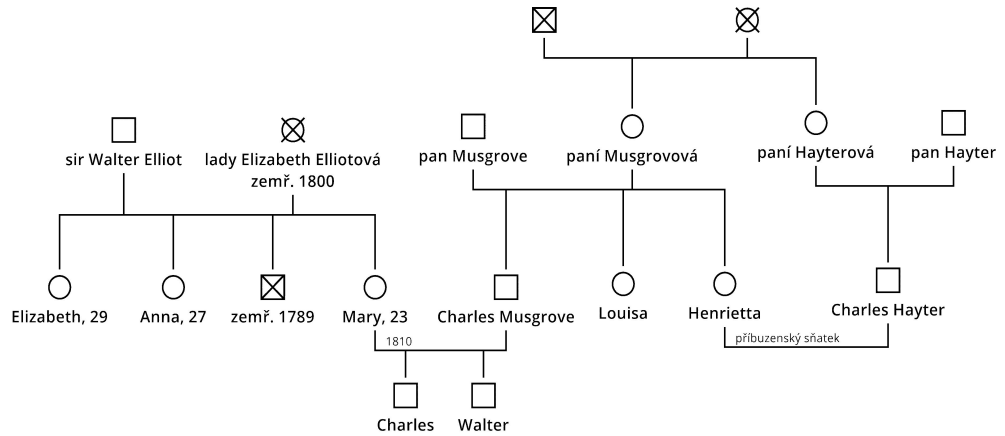 sir Walter Elliot
lady Elizabeth Elliotová
zemř. 1800
pan Musgrove
paní Musgrovová
paní Hayterová
pan Hayter
Elizabeth, 29
Anna, 27
zemř. 1789
Mary, 23
Charles Musgrove
Louisa
Henrietta
Charles Hayter
1810
příbuzenský sňatek
Charles
Walter